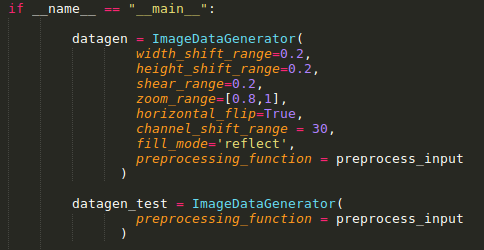 if __name__ == "__main__":
datagen = ImageDataGenerator(
width_shift_range=0.2,
height_shift_range=0.2,
shear_range=0.2,
zoom_range=[0.8,1],
horizontal_flip=True,
channel_shift_range = 30,
fill_mode='reflect',
preprocessing_function = preprocess_input
)
datagen_test = ImageDataGenerator(
preprocessing_function = preprocess_input
)